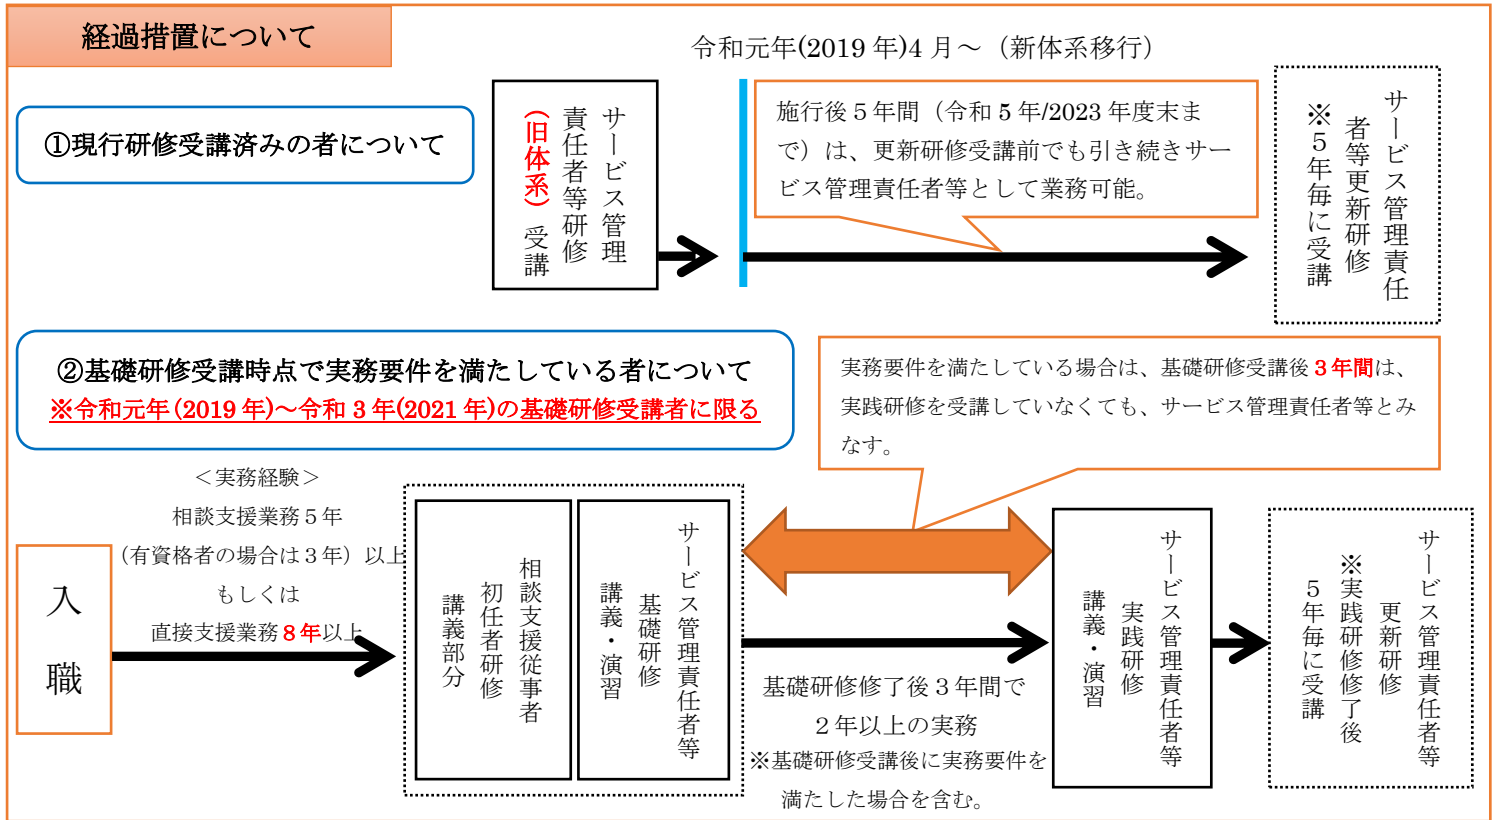 経過措置について
令和元年(2019 年)4 月～（新体系移行）
①現行研修受講済みの者について
サービス管理
責任者等研修
（旧体系）受講
施行後５年間（令和 5 年/2023 年度末ま
で）は、更新研修受講前でも引き続きサー
ビス管理責任者等として業務可能。
サービス管理責任
者等更新研修
※５年毎に受講
②基礎研修受講時点で実務要件を満たしている者について
※令和元年(2019 年)～令和 3 年(2021 年)の基礎研修受講者に限る
実務要件を満たしている場合は、基礎研修受講後 3 年間は、
実践研修を受講していなくても、サービス管理責任者等とみ
なす。
＜実務経験＞
相談支援業務５年
（有資格者の場合は３年）以上
もしくは
直接支援業務８年以上
入職
相談支援従事者
初任者研修
講義部分
サービス管理責任者等
基礎研修
講義・演習
基礎研修修了後３年間で
２年以上の実務
※基礎研修受講後に実務要件を
満たした場合を含む。
サービス管理責任者等
実践研修
講義・演習
サービス管理責任者等
更新研修
※実践研修修了後
５年毎に受講